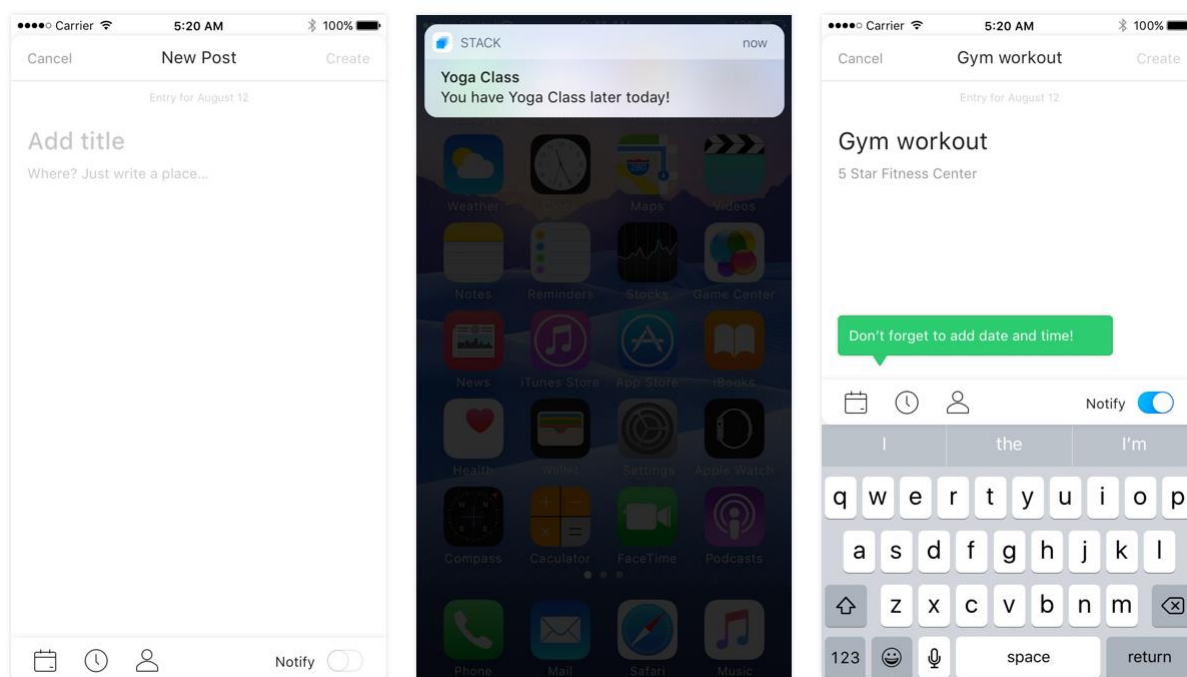 ●●●●○ Carrier 5:20 AM 100%
Cancel New Post Create
Entry for August 12
Add title
Where? Just write a place...
Notify
STACK now
Yoga Class
You have Yoga Class later today!
Weather Clock Maps Videos
Notes Reminders Stocks Game Center
News iTunes Store App Store iBooks
Health Wallet Settings Apple Watch
Compass Caculator FaceTime Podcasts
Phone Mail Safari Music
●●●●○ Carrier 5:20 AM 100%
Cancel Gym workout Create
Entry for August 12
Gym workout
5 Star Fitness Center
Don't forget to add date and time!
Notify
I the I'm
q w e r t y u i o p
a s d f g h j k l
z x c v b n m
123 space return